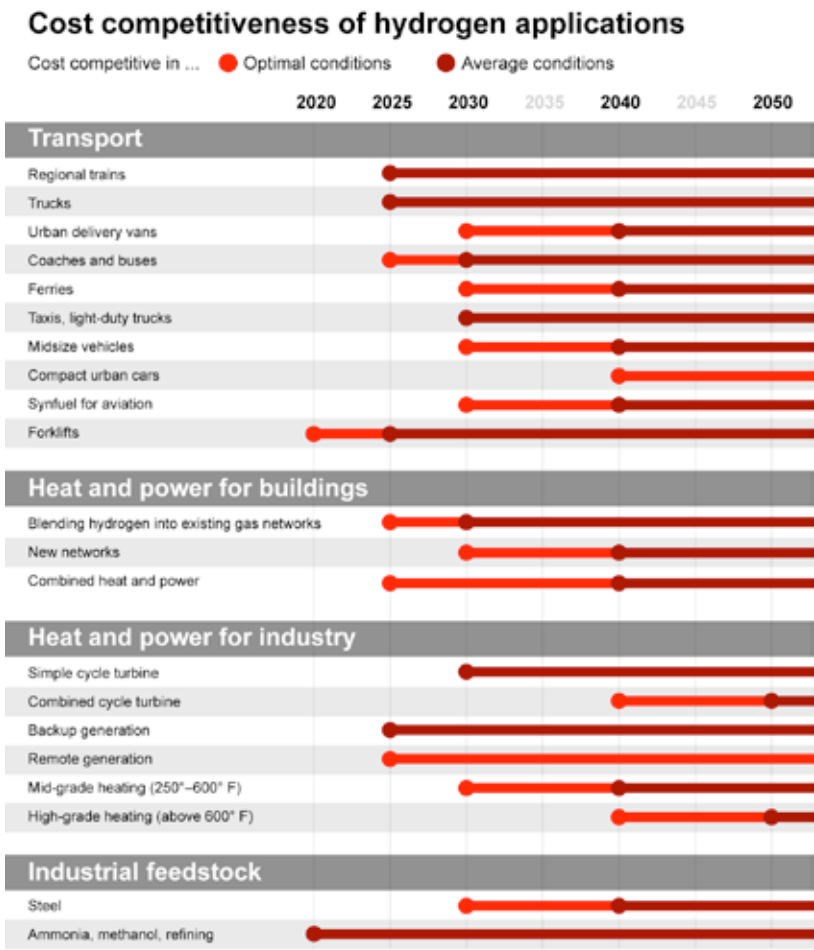 Cost competitiveness of hydrogen applications
Cost competitive in ... Optimal conditions Average conditions
2020 2025 2030 2035 2040 2045 2050
Transport
Regional trains
Trucks
Urban delivery vans
Coaches and buses
Ferries
Taxis, light-duty trucks
Midsize vehicles
Compact urban cars
Synfuel for aviation
Forklifts
Heat and power for buildings
Blending hydrogen into existing gas networks
New networks
Combined heat and power
Heat and power for industry
Simple cycle turbine
Combined cycle turbine
Backup generation
Remote generation
Mid-grade heating (250°–600° F)
High-grade heating (above 600° F)
Industrial feedstock
Steel
Ammonia, methanol, refining